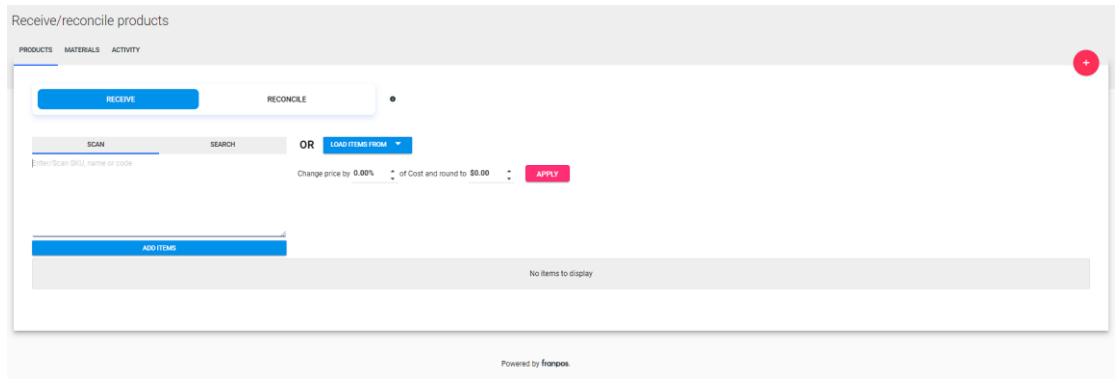 Receive/reconcile products
PRODUCTS MATERIALS ACTIVITY
+
RECEIVE RECONCILE
SCAN SEARCH OR LOAD ITEMS FROM
Enter/Scan SKU, name or code
Change price by 0.00% of Cost and round to $0.00 APPLY
ADD ITEMS
No items to display
Powered by franpos.